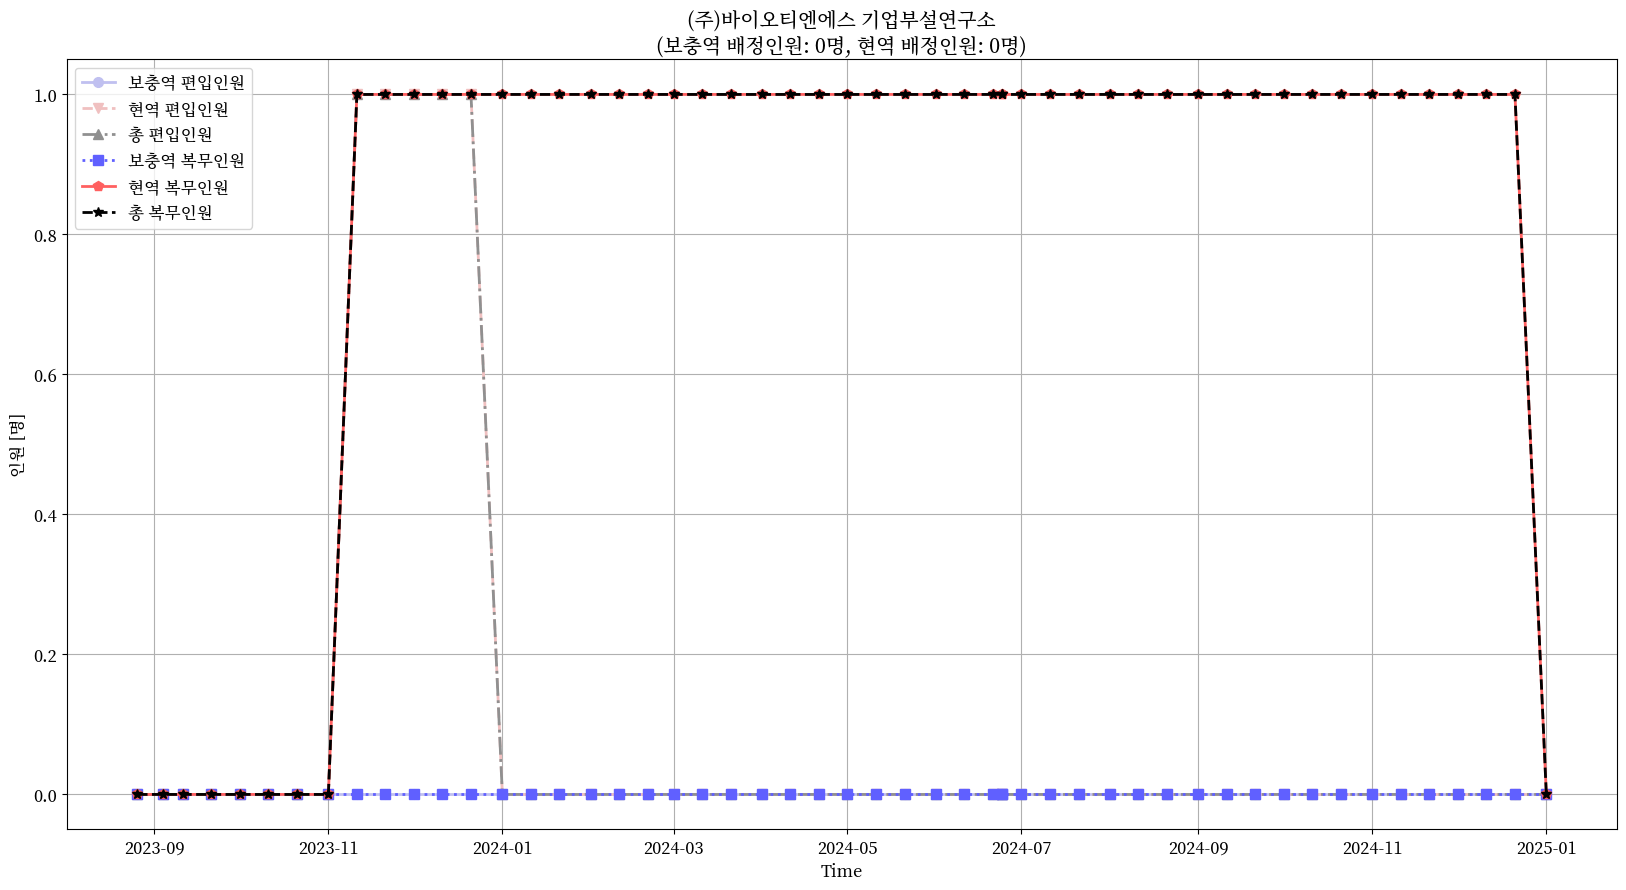 (주)바이오티엔에스 기업부설연구소
(보충역 배정인원: 0명, 현역 배정인원: 0명)
보충역 편입인원
현역 편입인원
총 편입인원
보충역 복무인원
현역 복무인원
총 복무인원
1.0
0.8
0.6
0.4
0.2
0.0
인원 [명]
2023-09
2023-11
2024-01
2024-03
2024-05
2024-07
2024-09
2024-11
2025-01
Time